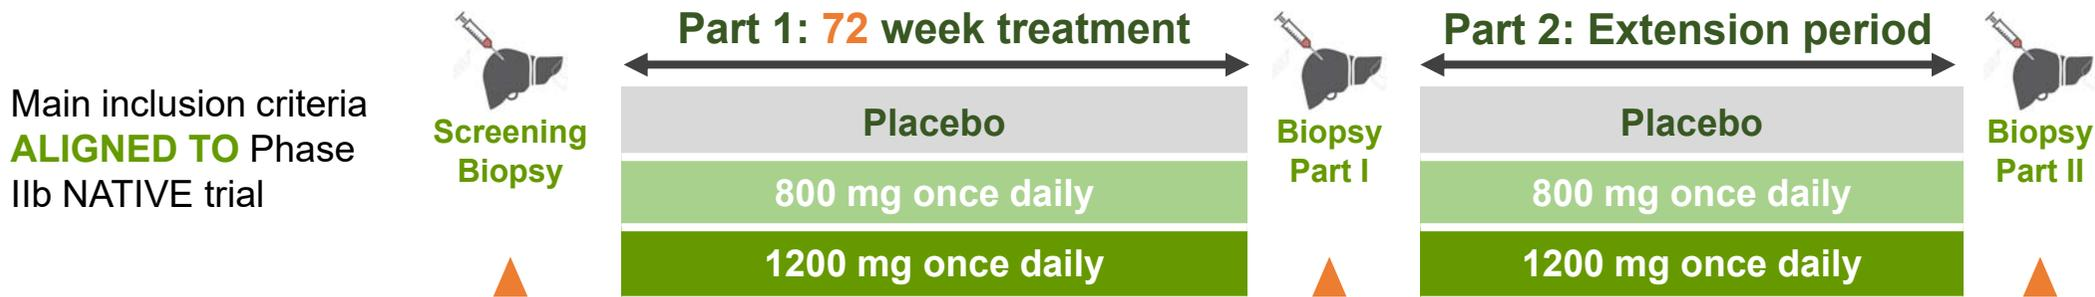 Main inclusion criteria
ALIGNED TO Phase
IIb NATIVE trial
Screening
Biopsy
Part 1: 72 week treatment
Placebo
800 mg once daily
1200 mg once daily
Biopsy
Part I
Part 2: Extension period
Placebo
800 mg once daily
1200 mg once daily
Biopsy
Part II